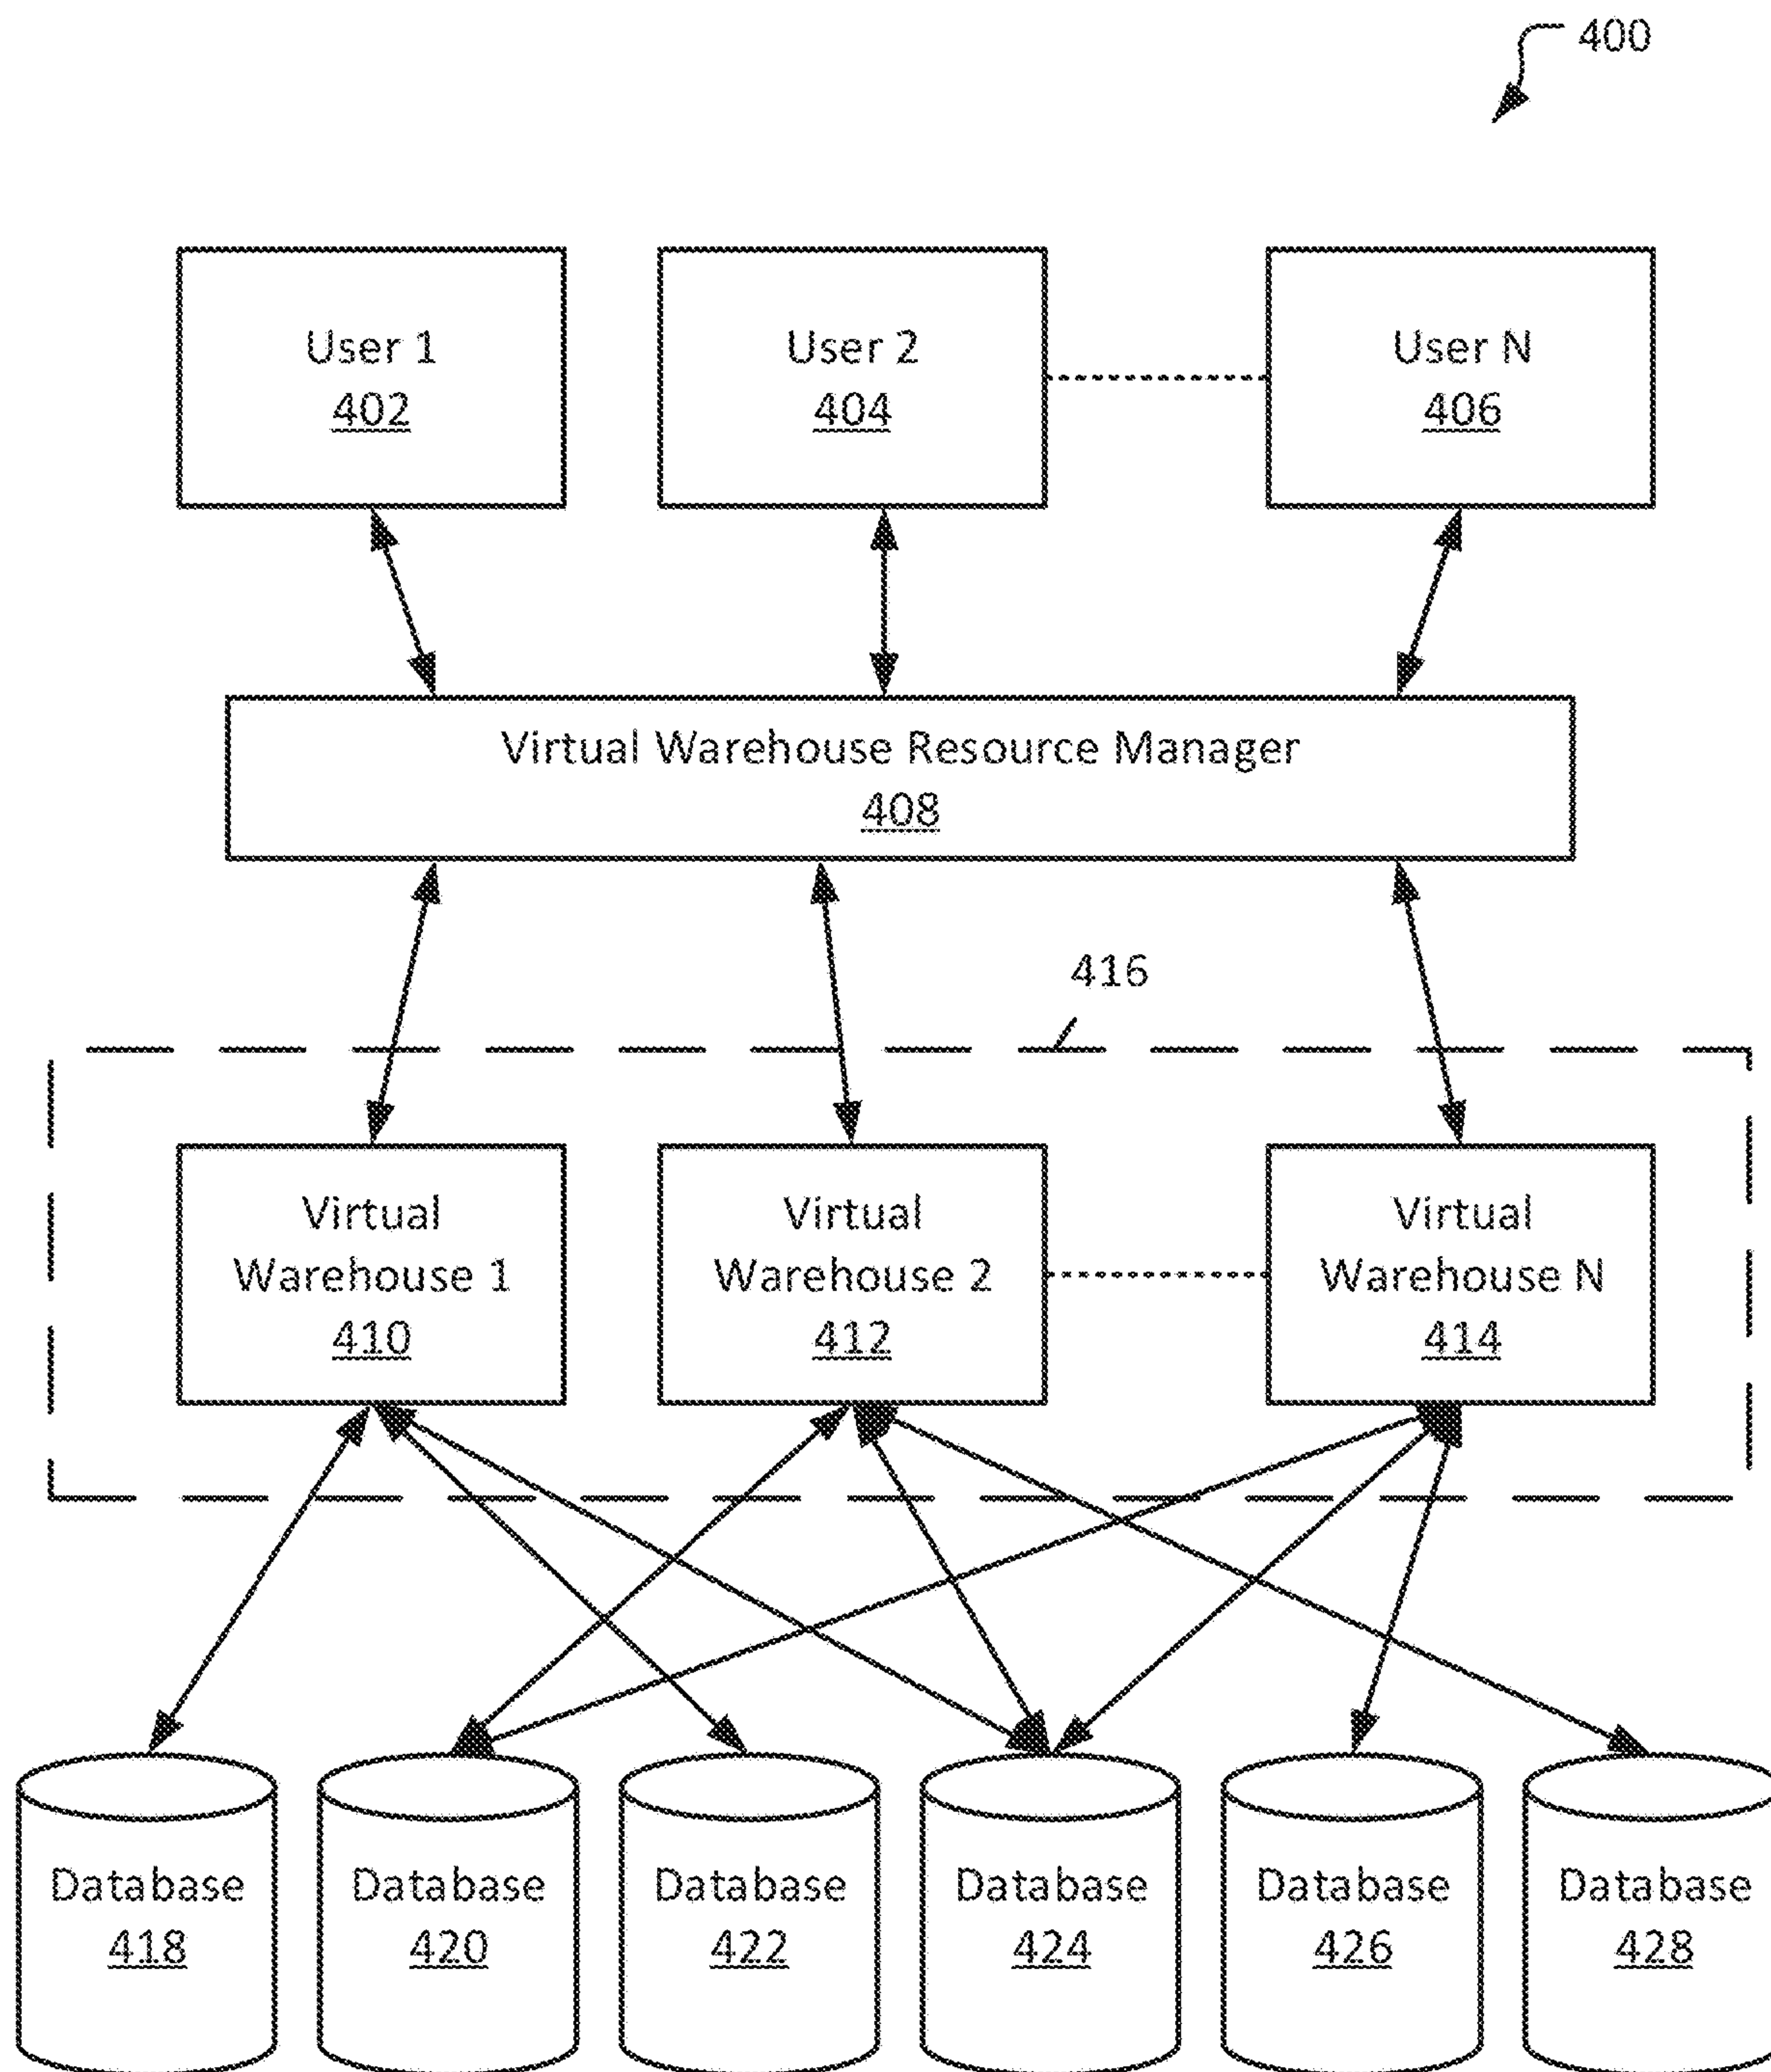 400
User 1
402
User 2
404
User N
406
Virtual Warehouse Resource Manager
408
416
Virtual
Warehouse 1
410
Virtual
Warehouse 2
412
Virtual
Warehouse N
414
Database
418
Database
420
Database
422
Database
424
Database
426
Database
428